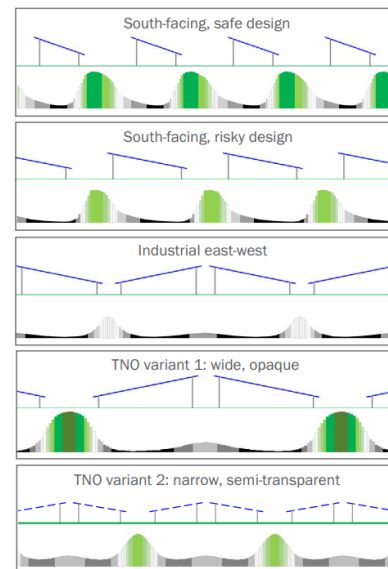 South-facing, safe design
South-facing, risky design
Industrial east-west
TNO variant 1: wide, opaque
TNO variant 2: narrow, semi-transparent